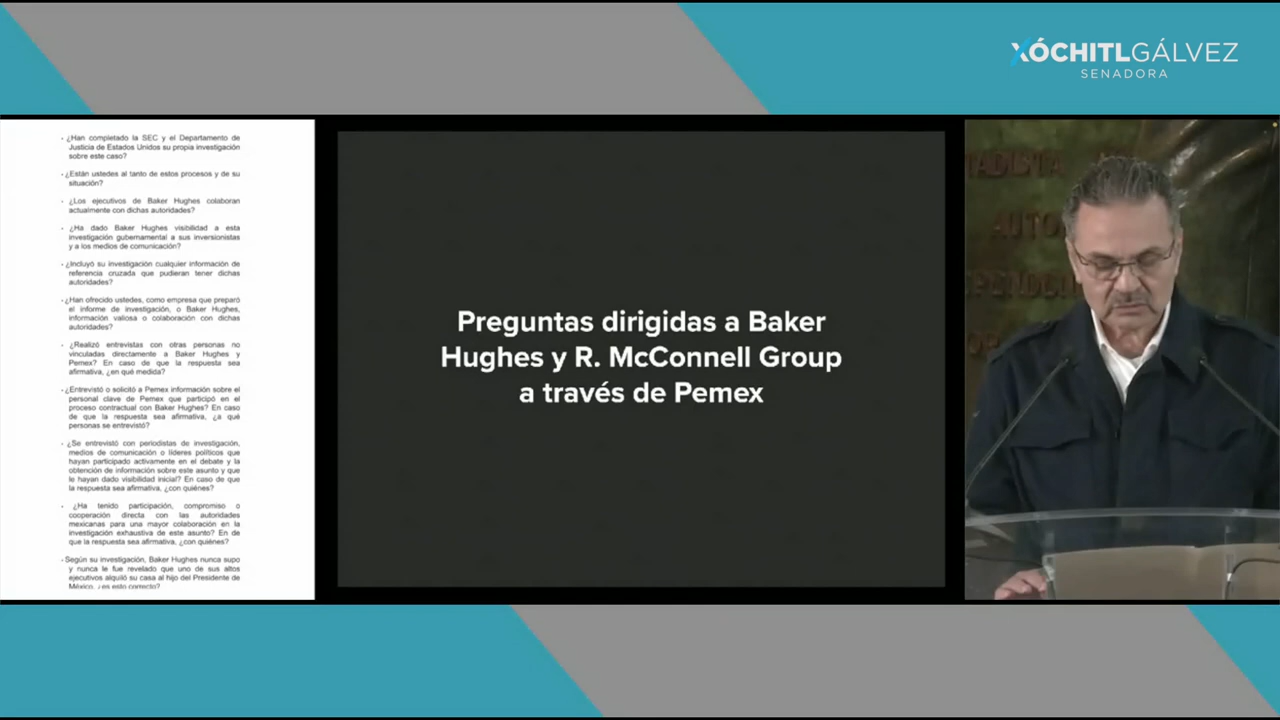 XÓCHITLGÁLVEZ
SENADORA
- ¿Han completado la SEC y el Departamento de
Justicia de Estados Unidos su propia investigación
sobre este caso?
- ¿Están ustedes al tanto de estos procesos y de su
situación?
- ¿Los ejecutivos de Baker Hughes colaboran
actualmente con dichas autoridades?
- ¿Ha dado Baker Hughes visibilidad a esta
investigación gubernamental a sus inversionistas
y a los medios de comunicación?
- ¿Incluyó su investigación cualquier información de
referencia cruzada que pudieran tener dichas
autoridades?
- ¿Han ofrecido ustedes, como empresa que preparó
el informe de investigación, o Baker Hughes,
información valiosa o colaboración con dichas
autoridades?
- ¿Realizó entrevistas con otras personas no
vinculadas directamente a Baker Hughes y
Pemex? En caso de que la respuesta sea
afirmativa, ¿en qué medida?
- ¿Entrevistó o solicitó a Pemex información sobre el
personal clave de Pemex que participó en el
proceso contractual con Baker Hughes? En caso
de que la respuesta sea afirmativa, ¿a qué
personas se entrevistó?
- ¿Se entrevistó con periodistas de investigación,
medios de comunicación o líderes políticos que
hayan participado activamente en el debate y la
obtención de información sobre este asunto y que
le hayan dado visibilidad inicial? En caso de que
la respuesta sea afirmativa, ¿con quiénes?
- ¿Ha tenido participación, compromiso o
cooperación directa con las autoridades
mexicanas para una mayor colaboración en la
investigación exhaustiva de este asunto? En de
que la respuesta sea afirmativa, ¿con quiénes?
- Según su investigación, Baker Hughes nunca supo
y nunca le fue revelado que uno de sus altos
ejecutivos alquiló su casa al hijo del Presidente de
México, ¿es esto correcto?
Preguntas dirigidas a Baker
Hughes y R. McConnell Group
a través de Pemex